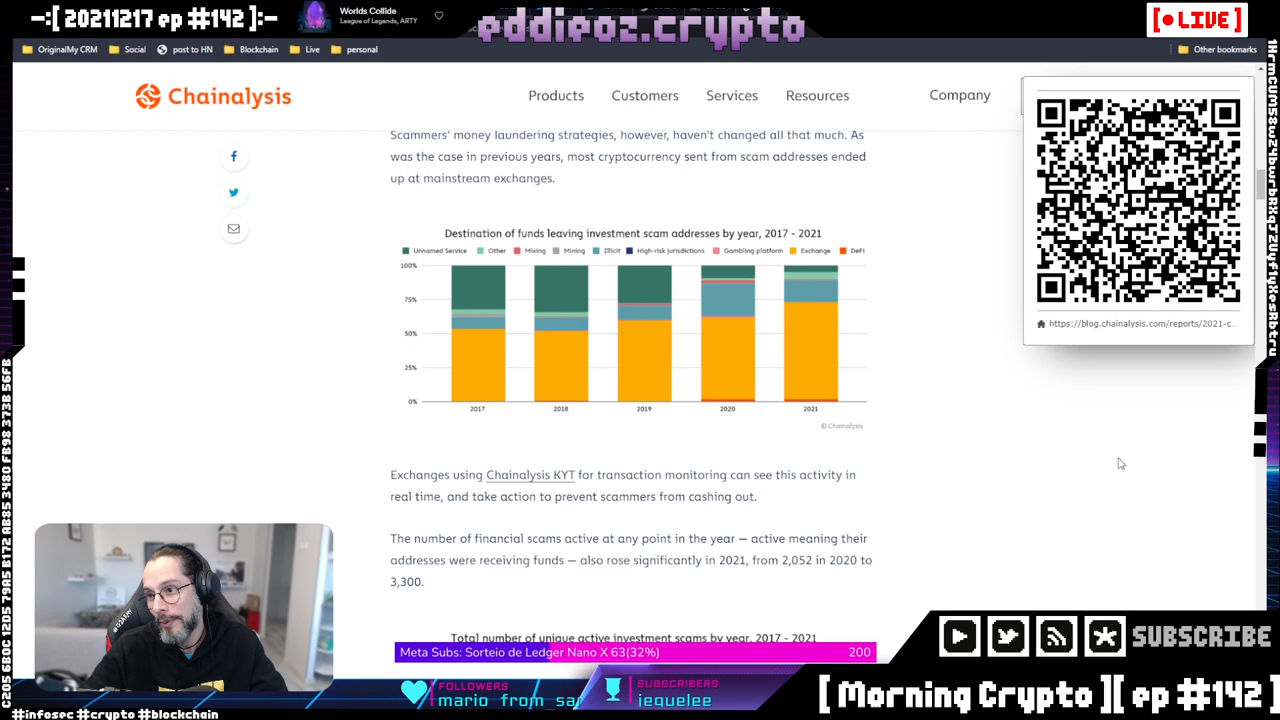 -:[ 20211217 ep #142 ]:-
Worlds Collide
League of Legends, ARTY
eddieoz.crypto
[● LIVE]
OriginalMy CRM
Social
post to HN
Blockchain
Live
personal
Other bookmarks
Chainalysis
Products
Customers
Services
Resources
Company
Scammers' money laundering strategies, however, haven't changed all that much. As
was the case in previous years, most cryptocurrency sent from scam addresses ended
up at mainstream exchanges.
https://blog.chainalysis.com/reports/2021-c...
Destination of funds leaving investment scam addresses by year, 2017 - 2021
Unnamed Service Other Mixing Mining Illicit High-risk jurisdictions Gambling platform Exchange DeFi
100%
75%
50%
25%
0%
2017 2018 2019 2020 2021
© Chainalysis
Exchanges using Chainalysis KYT for transaction monitoring can see this activity in
real time, and take action to prevent scammers from cashing out.
The number of financial scams active at any point in the year — active meaning their
addresses were receiving funds — also rose significantly in 2021, from 2,052 in 2020 to
3,300.
Total number of unique active investment scams by year, 2017 - 2021
Meta Subs: Sorteio de Ledger Nano X 63(32%) 200
SUBSCRIBE
FOLLOWERS
mario_from_sa
SUBSCRIBERS
ieguelee
[ Morning Crypto ][ ep #142 ]
#infosec #crypto #blockchain